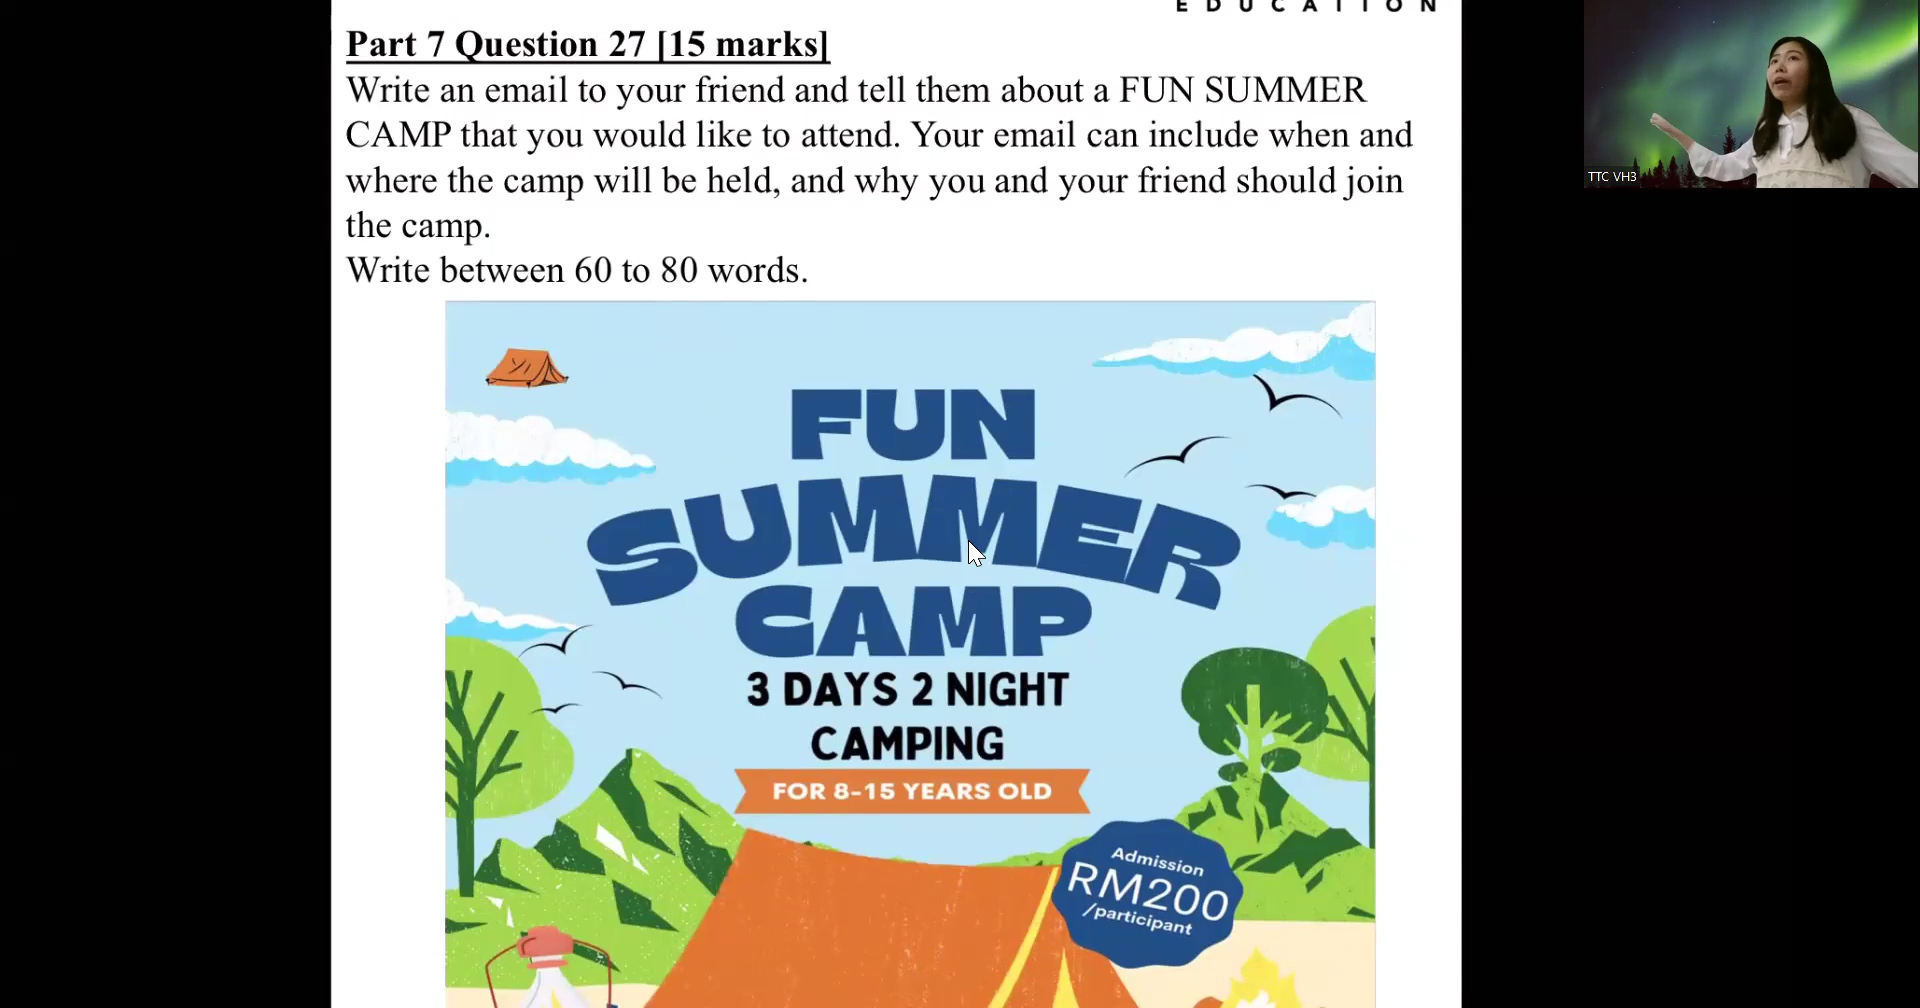 EDUCATION
Part 7 Question 27 [15 marks]
Write an email to your friend and tell them about a FUN SUMMER
CAMP that you would like to attend. Your email can include when and
where the camp will be held, and why you and your friend should join
the camp.
Write between 60 to 80 words.
FUN
SUMMER
CAMP
3 DAYS 2 NIGHT
CAMPING
FOR 8-15 YEARS OLD
Admission
RM200
/participant
TTC VH3